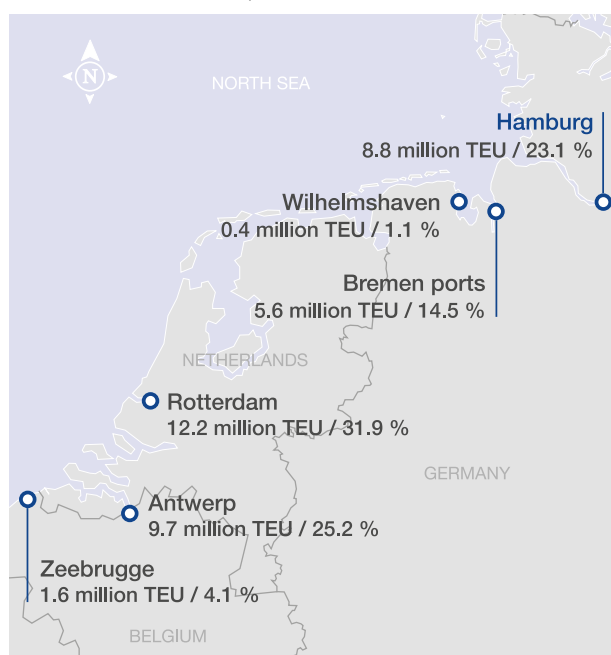 N
NORTH SEA
Hamburg
8.8 million TEU / 23.1 %
Wilhelmshaven
0.4 million TEU / 1.1 %
Bremen ports
5.6 million TEU / 14.5 %
NETHERLANDS
Rotterdam
12.2 million TEU / 31.9 %
GERMANY
Antwerp
9.7 million TEU / 25.2 %
Zeebrugge
1.6 million TEU / 4.1 %
BELGIUM